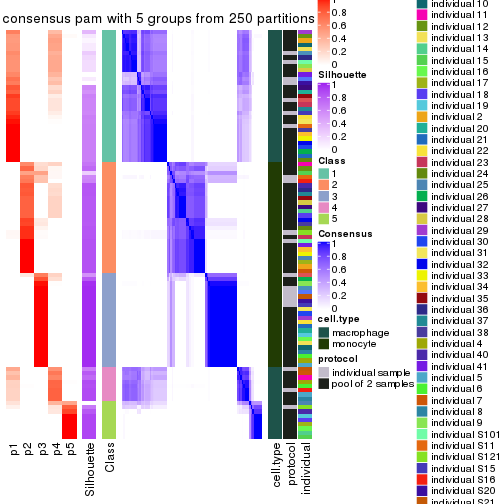 consensus pam with 5 groups from 250 partitions
p1
p2
p3
p4
p5
Silhouette
Class
cell.type
protocol
individual
0.8
0.6
0.4
0.2
0
Silhouette
1
0.8
0.6
0.4
0.2
0
Class
1
2
3
4
5
Consensus
1
0.8
0.6
0.4
0.2
0
cell.type
macrophage
monocyte
protocol
individual sample
pool of 2 samples
individual 10
individual 11
individual 12
individual 13
individual 14
individual 15
individual 16
individual 17
individual 18
individual 19
individual 2
individual 20
individual 21
individual 22
individual 23
individual 24
individual 25
individual 26
individual 27
individual 28
individual 29
individual 30
individual 31
individual 32
individual 33
individual 34
individual 35
individual 36
individual 37
individual 38
individual 4
individual 40
individual 41
individual 5
individual 6
individual 7
individual 8
individual 9
individual S101
individual S11
individual S121
individual S15
individual S16
individual S20
individual S21